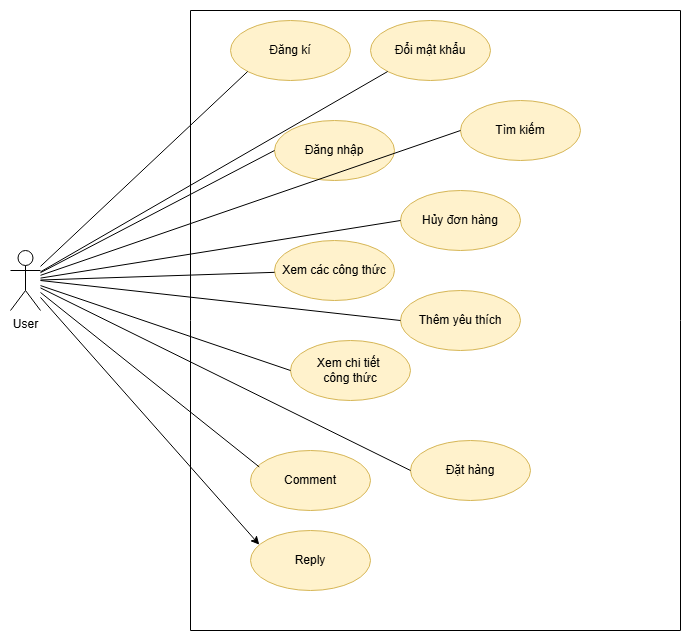 Đăng kí
Đổi mật khẩu
Tìm kiếm
Đăng nhập
Hủy đơn hàng
Xem các công thức
User
Thêm yêu thích
Xem chi tiết
công thức
Đặt hàng
Comment
Reply